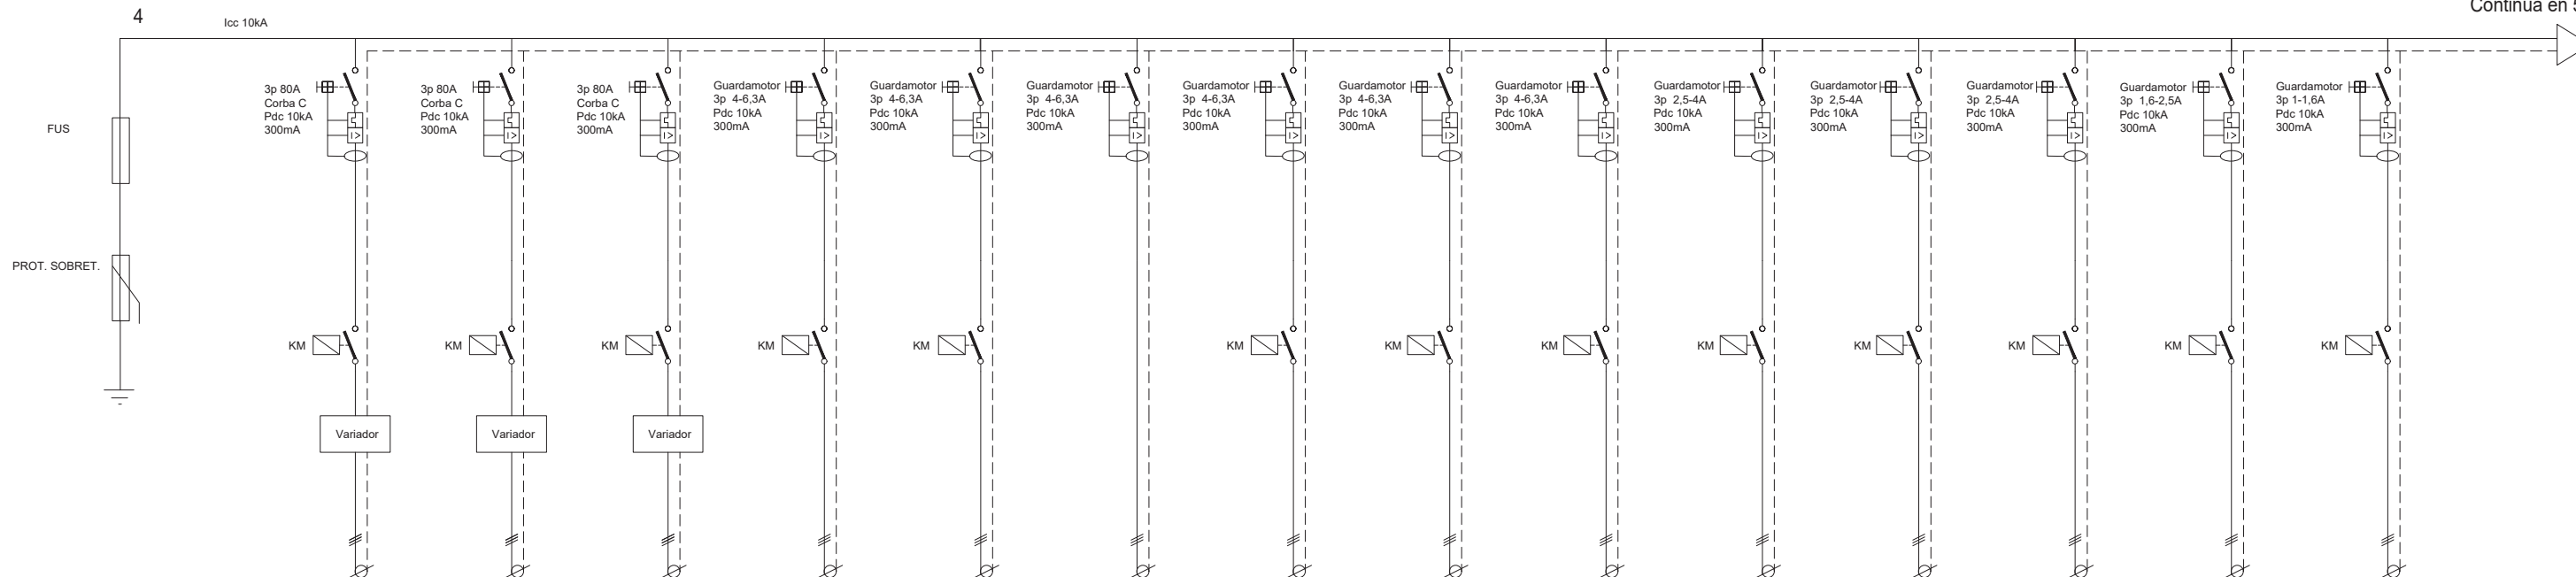 4
Icc 10kA
Continua en 5
FUS
PROT. SOBRET.
3p 80A
Corba C
Pdc 10kA
300mA
3p 80A
Corba C
Pdc 10kA
300mA
3p 80A
Corba C
Pdc 10kA
300mA
Guardamotor
3p 4-6,3A
Pdc 10kA
300mA
Guardamotor
3p 4-6,3A
Pdc 10kA
300mA
Guardamotor
3p 4-6,3A
Pdc 10kA
300mA
Guardamotor
3p 4-6,3A
Pdc 10kA
300mA
Guardamotor
3p 4-6,3A
Pdc 10kA
300mA
Guardamotor
3p 4-6,3A
Pdc 10kA
300mA
Guardamotor
3p 2,5-4A
Pdc 10kA
300mA
Guardamotor
3p 2,5-4A
Pdc 10kA
300mA
Guardamotor
3p 2,5-4A
Pdc 10kA
300mA
Guardamotor
3p 1,6-2,5A
Pdc 10kA
300mA
Guardamotor
3p 1-1,6A
Pdc 10kA
300mA
KM
KM
KM
KM
KM
KM
KM
KM
KM
KM
KM
KM
KM
Variador
Variador
Variador